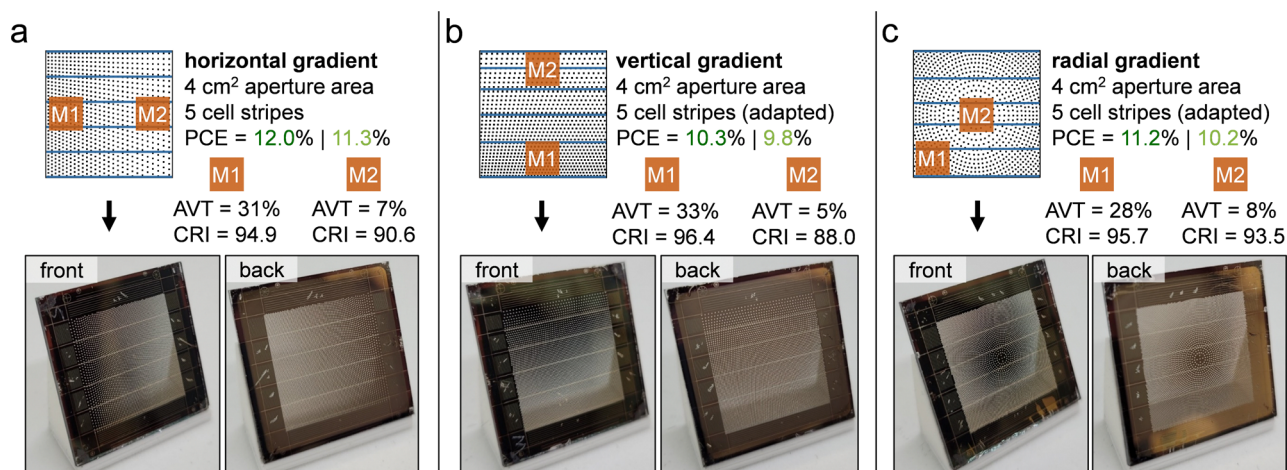 a
M1
M2
horizontal gradient
4 cm² aperture area
5 cell stripes
PCE = 12.0% | 11.3%
M1
M2
AVT = 31%
CRI = 94.9
AVT = 7%
CRI = 90.6
front
back
b
M2
M1
vertical gradient
4 cm² aperture area
5 cell stripes (adapted)
PCE = 10.3% | 9.8%
M1
M2
AVT = 33%
CRI = 96.4
AVT = 5%
CRI = 88.0
front
back
c
M2
M1
radial gradient
4 cm² aperture area
5 cell stripes (adapted)
PCE = 11.2% | 10.2%
M1
M2
AVT = 28%
CRI = 95.7
AVT = 8%
CRI = 93.5
front
back